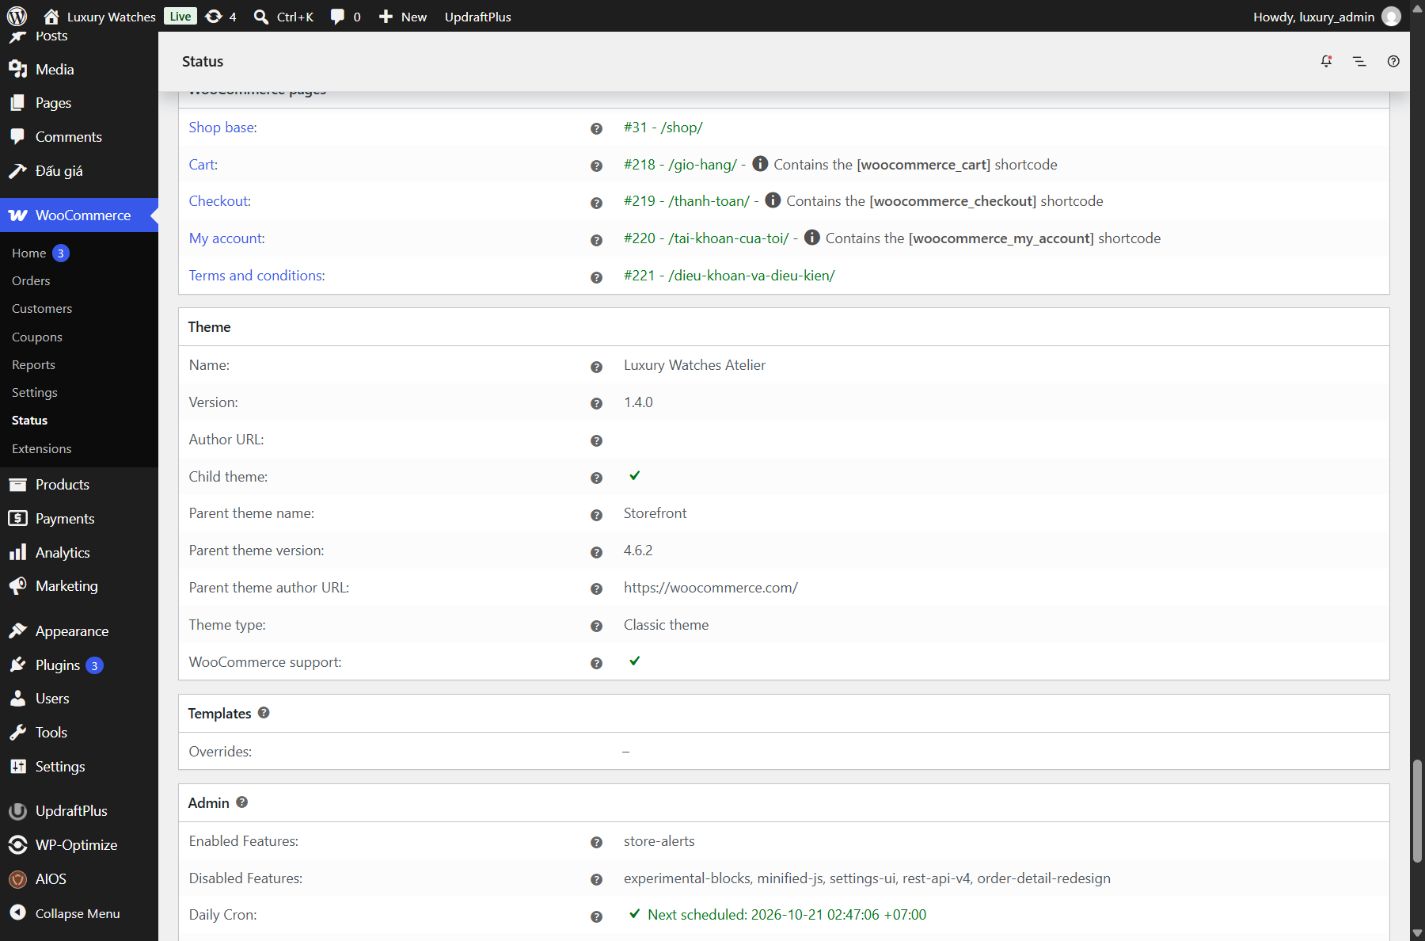 Luxury Watches Live 4 Ctrl+K 0 New UpdraftPlus Howdy, luxury_admin
Posts
Media
Pages
Comments
Đấu giá
WooCommerce
Home 3
Orders
Customers
Coupons
Reports
Settings
Status
Extensions
Products
Payments
Analytics
Marketing
Appearance
Plugins 3
Users
Tools
Settings
UpdraftPlus
WP-Optimize
AIOS
Collapse Menu
Status
WooCommerce pages
Shop base: #31 - /shop/
Cart: #218 - /gio-hang/ - Contains the [woocommerce_cart] shortcode
Checkout: #219 - /thanh-toan/ - Contains the [woocommerce_checkout] shortcode
My account: #220 - /tai-khoan-cua-toi/ - Contains the [woocommerce_my_account] shortcode
Terms and conditions: #221 - /dieu-khoan-va-dieu-kien/
Theme
Name: Luxury Watches Atelier
Version: 1.4.0
Author URL:
Child theme: ✔
Parent theme name: Storefront
Parent theme version: 4.6.2
Parent theme author URL: https://woocommerce.com/
Theme type: Classic theme
WooCommerce support: ✔
Templates
Overrides: –
Admin
Enabled Features: store-alerts
Disabled Features: experimental-blocks, minified-js, settings-ui, rest-api-v4, order-detail-redesign
Daily Cron: ✔ Next scheduled: 2026-10-21 02:47:06 +07:00